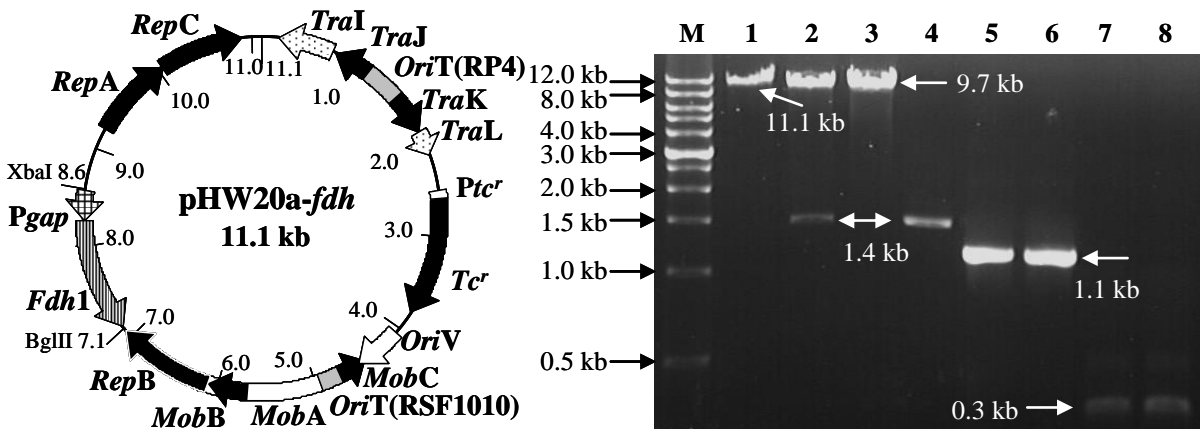 RepC
TraI
TraJ
OriT(RP4)
TraK
TraL
RepA
11.0
11.1
10.0
1.0
2.0
9.0
XbaI 8.6
Pgap
pHW20a-fdh
11.1 kb
Ptcʳ
3.0
8.0
Fdh1
Tcʳ
4.0
BglII 7.1
7.0
OriV
6.0
5.0
RepB
MobC
MobB
MobA
OriT(RSF1010)
M 1 2 3 4 5 6 7 8
12.0 kb
9.7 kb
8.0 kb
11.1 kb
4.0 kb
3.0 kb
2.0 kb
1.5 kb
1.4 kb
1.0 kb
1.1 kb
0.5 kb
0.3 kb